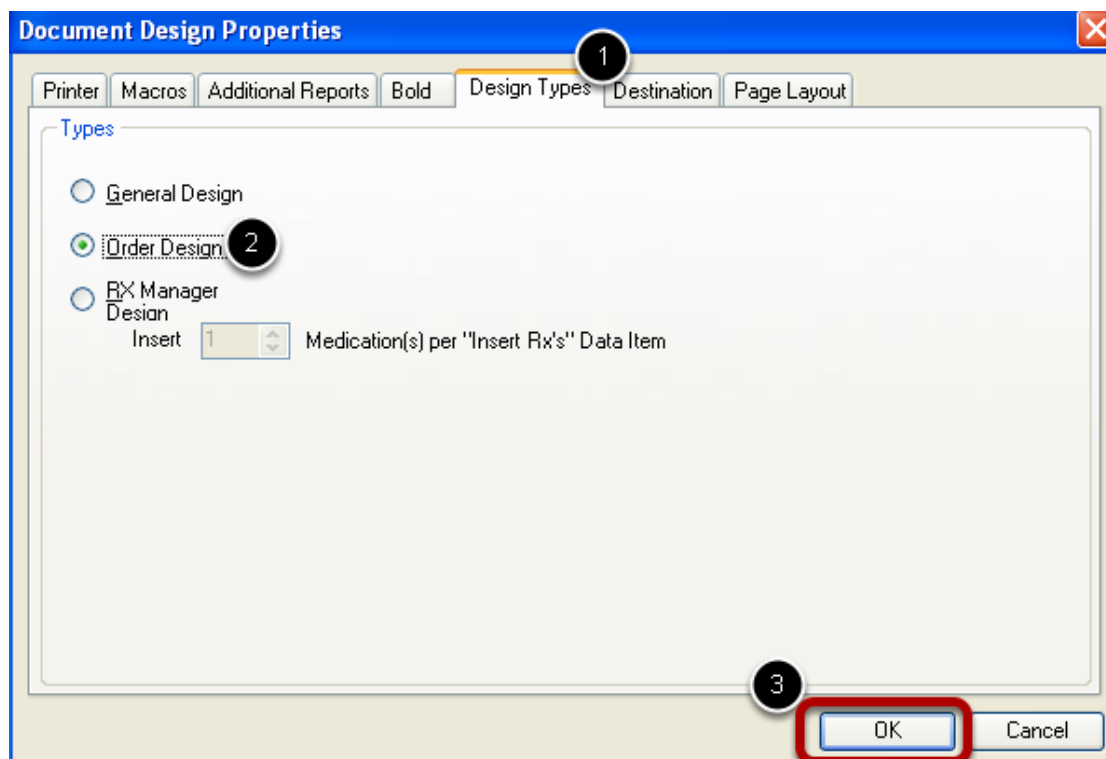 Document Design Properties
1
Printer Macros Additional Reports Bold Design Types Destination Page Layout
Types
General Design
Order Design 2
RX Manager
Design
Insert 1 Medication(s) per "Insert Rx's" Data Item
3
OK Cancel